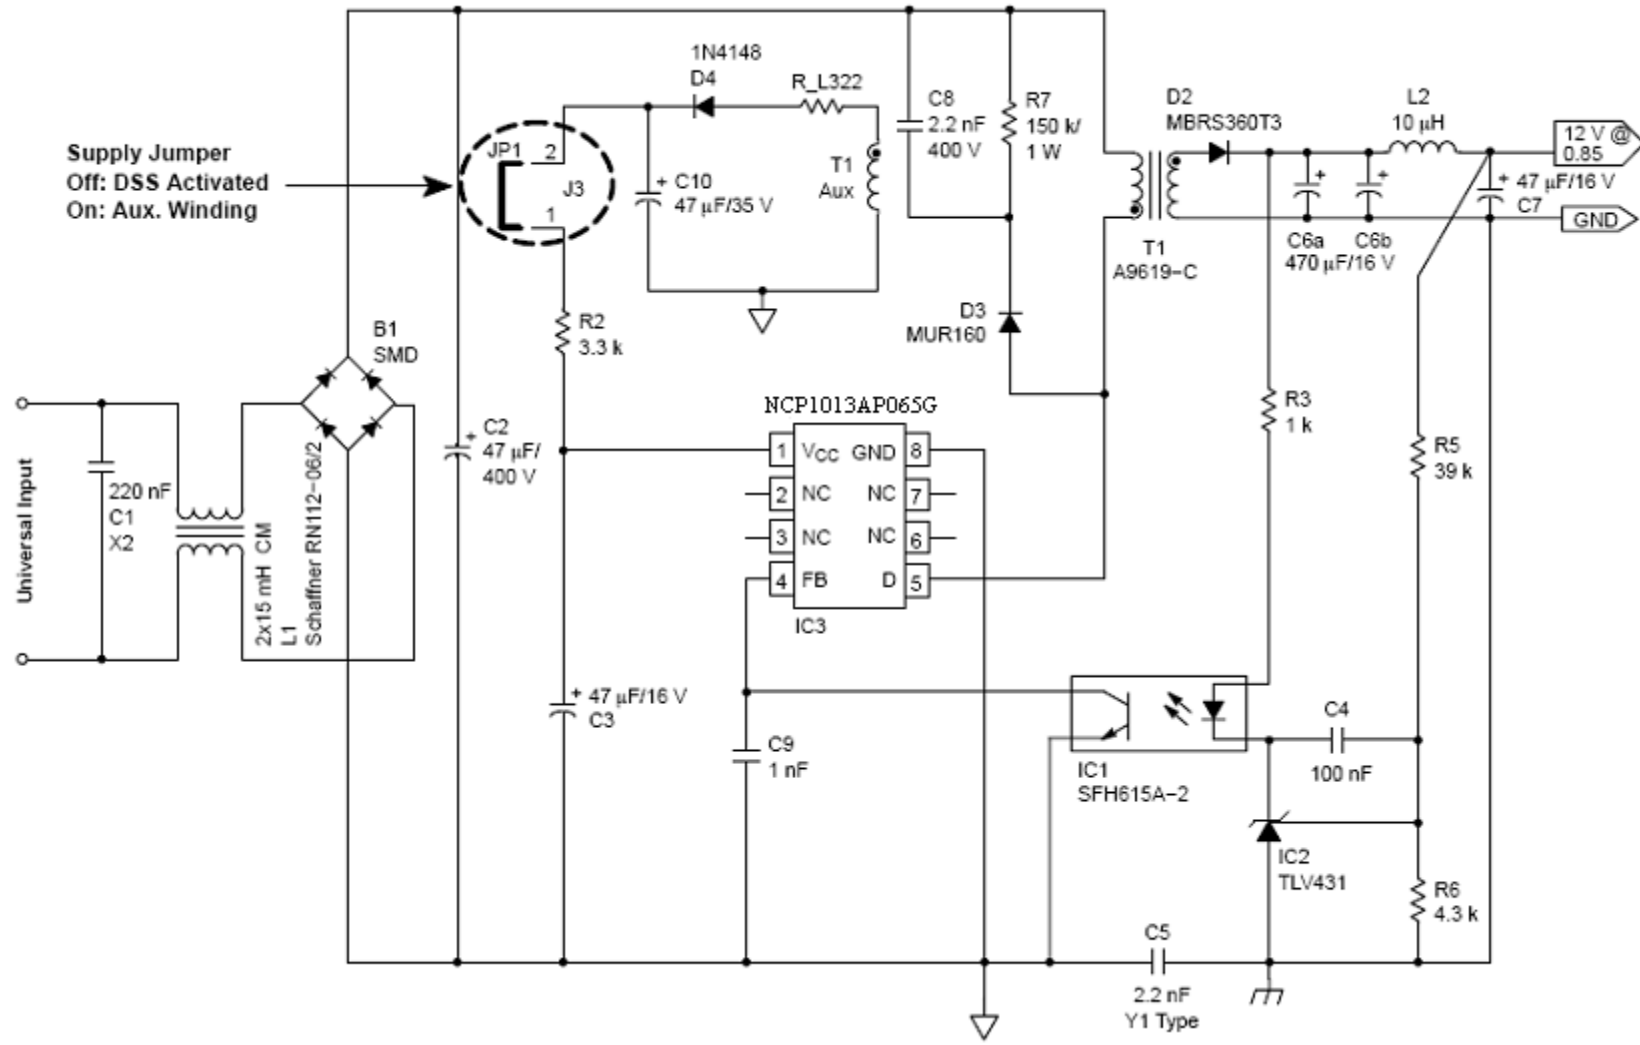 Supply Jumper
Off: DSS Activated
On: Aux. Winding
JP1
2
J3
1
1N4148
D4
R_L322
+ C10
47 µF/35 V
T1
Aux
C8
2.2 nF
400 V
R7
150 k/
1 W
D2
MBRS360T3
L2
10 µH
12 V @
0.85
+ 47 µF/16 V
C7
GND
+
+
C6a
C6b
470 µF/16 V
T1
A9619-C
D3
MUR160
R2
3.3 k
B1
SMD
C2
+ 47 µF/
400 V
Universal Input
220 nF
C1
X2
2x15 mH CM
L1
Schaffner RN112-06/2
NCP1013AP065G
1 VCC GND 8
2 NC NC 7
3 NC NC 6
4 FB D 5
IC3
R3
1 k
R5
39 k
+ 47 µF/16 V
C3
C9
1 nF
IC1
SFH615A-2
C4
100 nF
IC2
TLV431
R6
4.3 k
C5
2.2 nF
Y1 Type